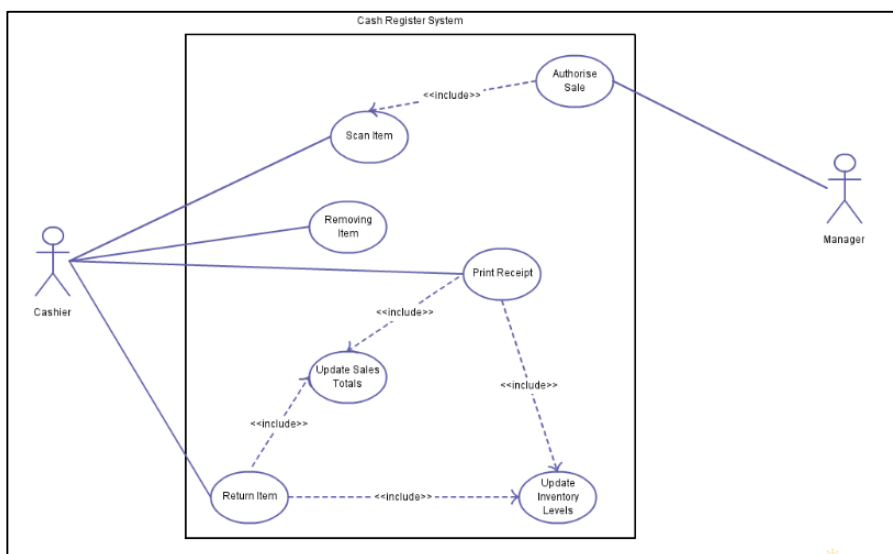 Cash Register System
Authorise
Sale
<<include>>
Scan Item
Removing
Item
Manager
Cashier
Print Receipt
<<include>>
Update Sales
Totals
<<include>>
<<include>>
Return Item
<<include>>
Update
Inventory
Levels